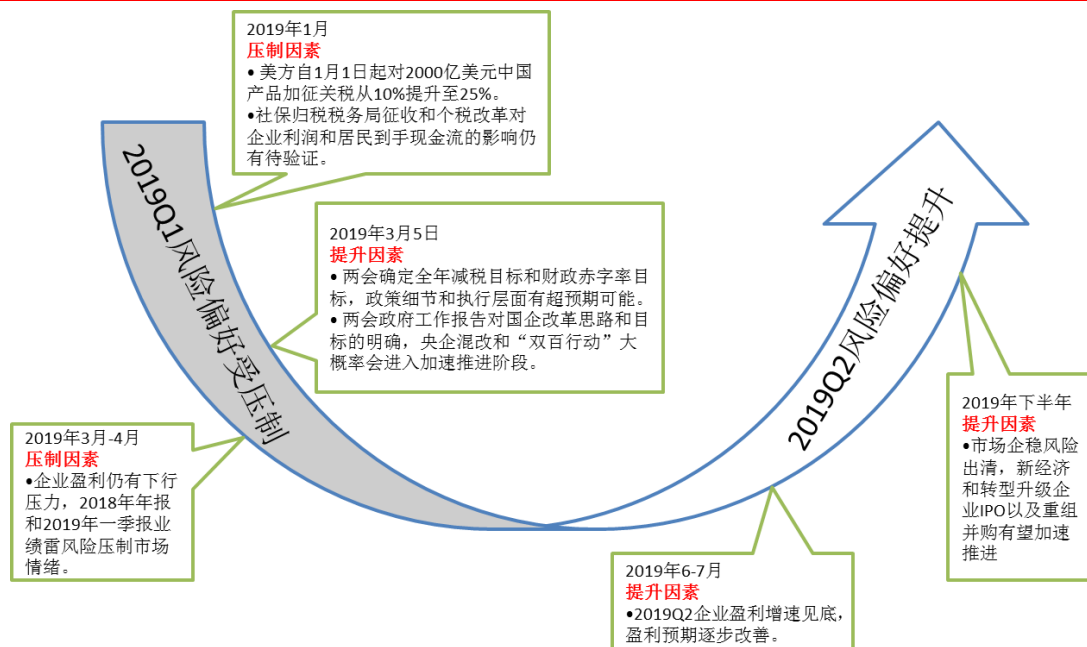 2019年1月
压制因素
• 美方自1月1日起对2000亿美元中国
产品加征关税从10%提升至25%。
•社保归税税务局征收和个税改革对
企业利润和居民到手现金流的影响仍
有待验证。
2019Q1风险偏好受压制
2019年3月5日
提升因素
• 两会确定全年减税目标和财政赤字率目
标，政策细节和执行层面有超预期可能。
• 两会政府工作报告对国企改革思路和目
标的明确，央企混改和“双百行动”大
概率会进入加速推进阶段。
2019Q2风险偏好提升
2019年3月-4月
压制因素
•企业盈利仍有下行
压力，2018年年报
和2019年一季报业
绩雷风险压制市场
情绪。
2019年下半年
提升因素
•市场企稳风险
出清，新经济
和转型升级企
业IPO以及重组
并购有望加速
推进
2019年6-7月
提升因素
•2019Q2企业盈利增速见底，
盈利预期逐步改善。